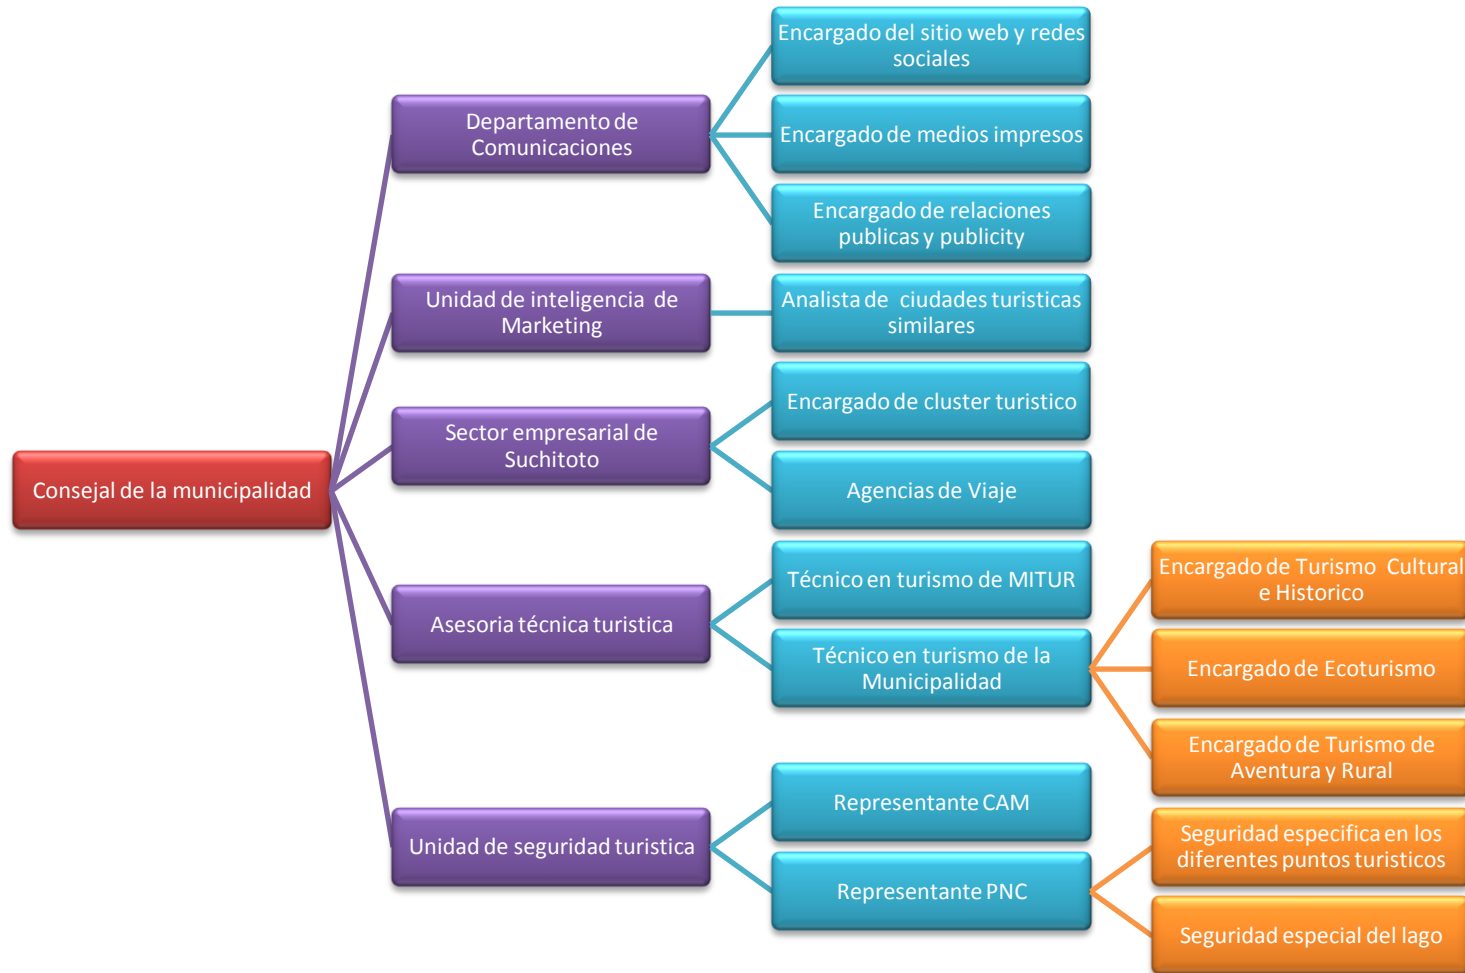 Encargado del sitio web y redes
sociales
Departamento de
Comunicaciones
Encargado de medios impresos
Encargado de relaciones
publicas y publicity
Unidad de inteligencia de
Marketing
Analista de ciudades turisticas
similares
Encargado de cluster turistico
Sector empresarial de
Suchitoto
Consejal de la municipalidad
Agencias de Viaje
Técnico en turismo de MITUR
Encargado de Turismo Cultural
e Historico
Asesoria técnica turistica
Técnico en turismo de la
Municipalidad
Encargado de Ecoturismo
Encargado de Turismo de
Aventura y Rural
Representante CAM
Unidad de seguridad turistica
Seguridad especifica en los
diferentes puntos turisticos
Representante PNC
Seguridad especial del lago